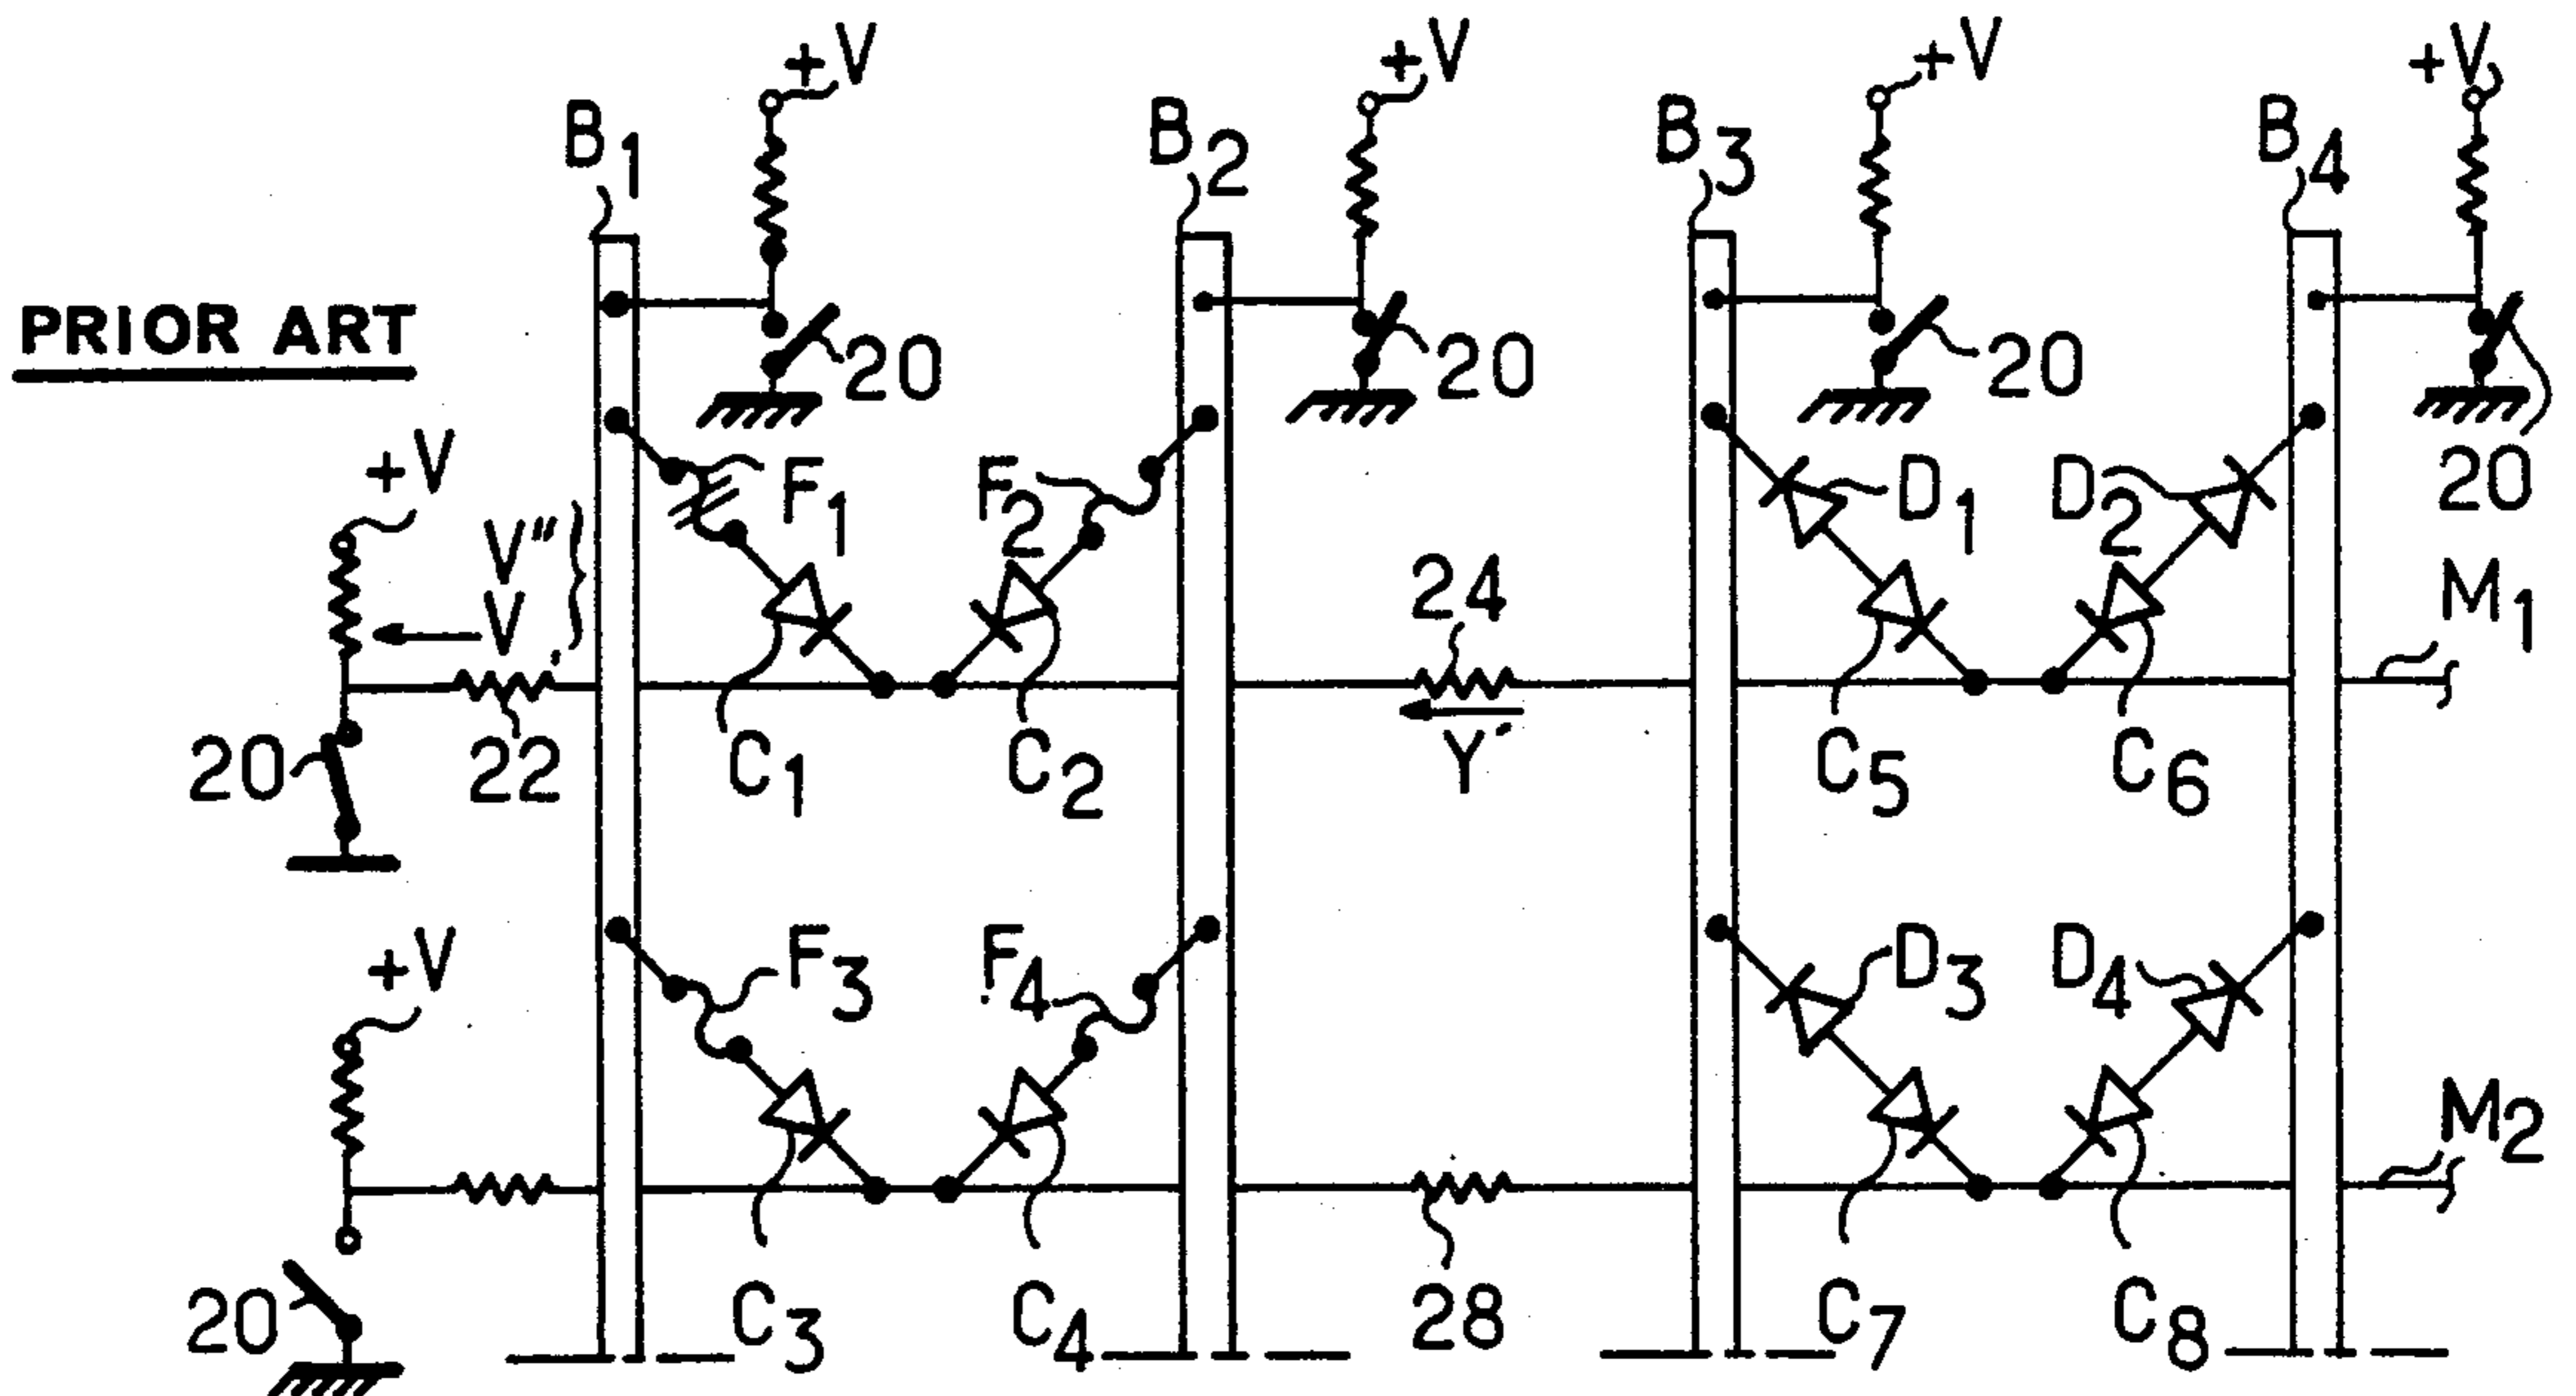 +V +V +V +V
B1 B2 B3 B4
PRIOR ART
20 20 20 20
+V F1 F2 D1 D2
V" V' 24 M1
20 22 C1 C2 Y' C5 C6
+V F3 F4 D3 D4
M2
20 C3 C4 28 C7 C8